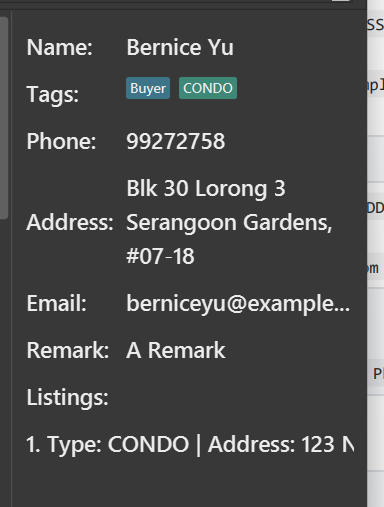 Name: Bernice Yu
Tags: Buyer CONDO
Phone: 99272758
Address: Blk 30 Lorong 3
Serangoon Gardens,
#07-18
Email: berniceyu@example...
Remark: A Remark
Listings:
1. Type: CONDO | Address: 123 N